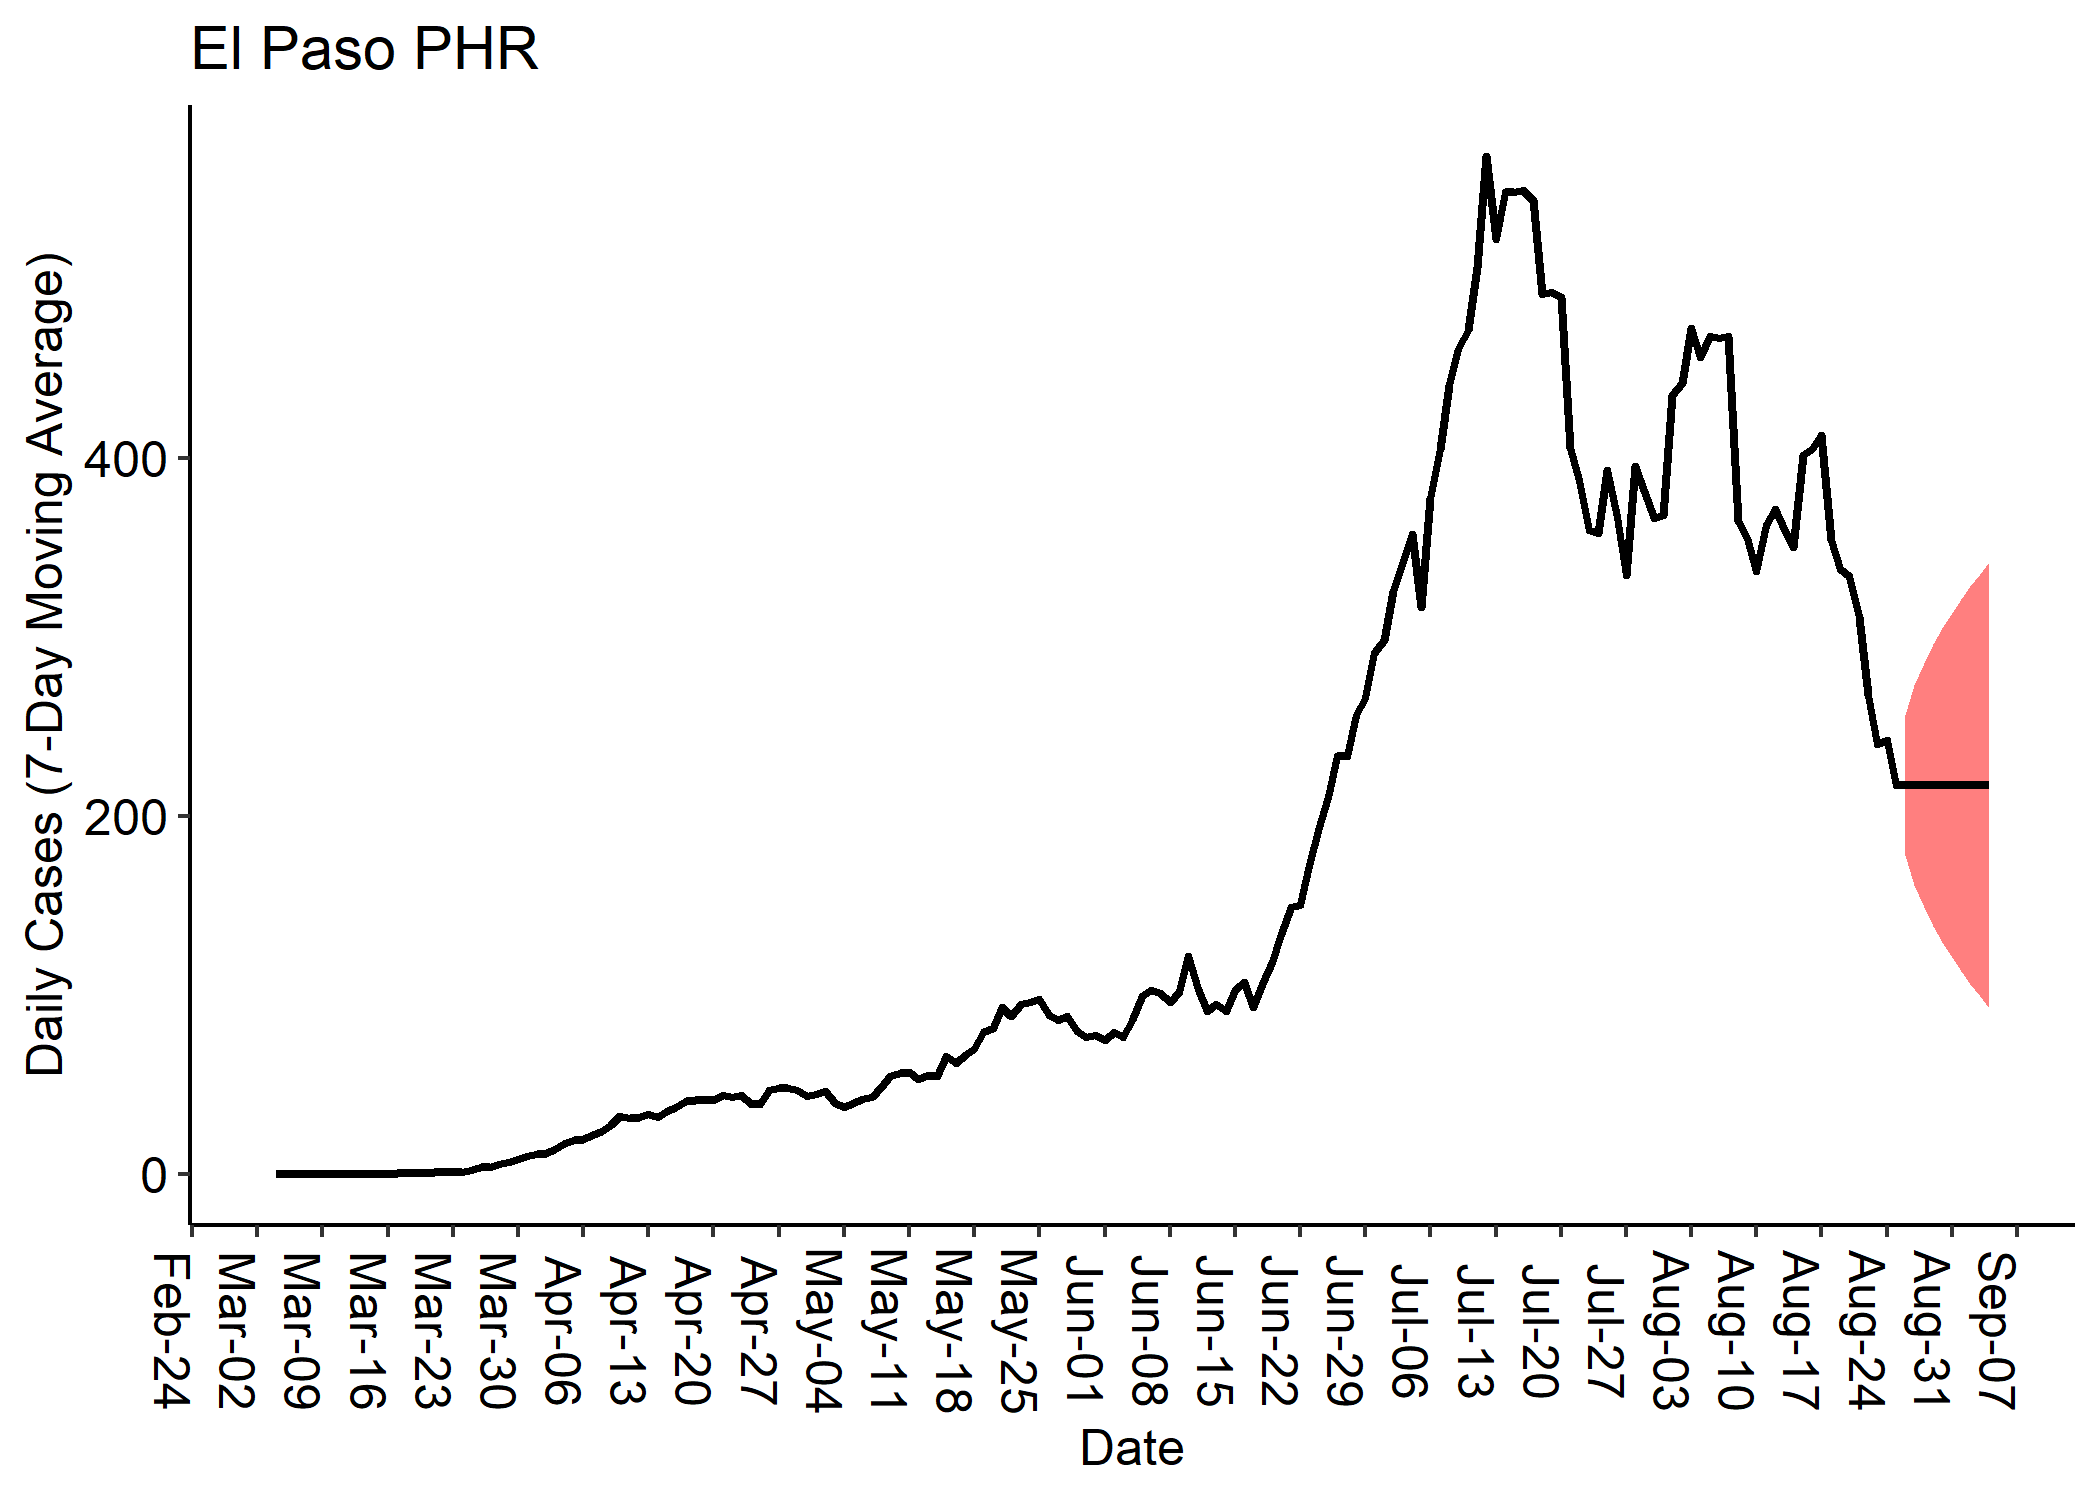 El Paso PHR
Daily Cases (7-Day Moving Average)
400
200
0
Feb-24
Mar-02
Mar-09
Mar-16
Mar-23
Mar-30
Apr-06
Apr-13
Apr-20
Apr-27
May-04
May-11
May-18
May-25
Jun-01
Jun-08
Jun-15
Jun-22
Jun-29
Jul-06
Jul-13
Jul-20
Jul-27
Aug-03
Aug-10
Aug-17
Aug-24
Aug-31
Sep-07
Date